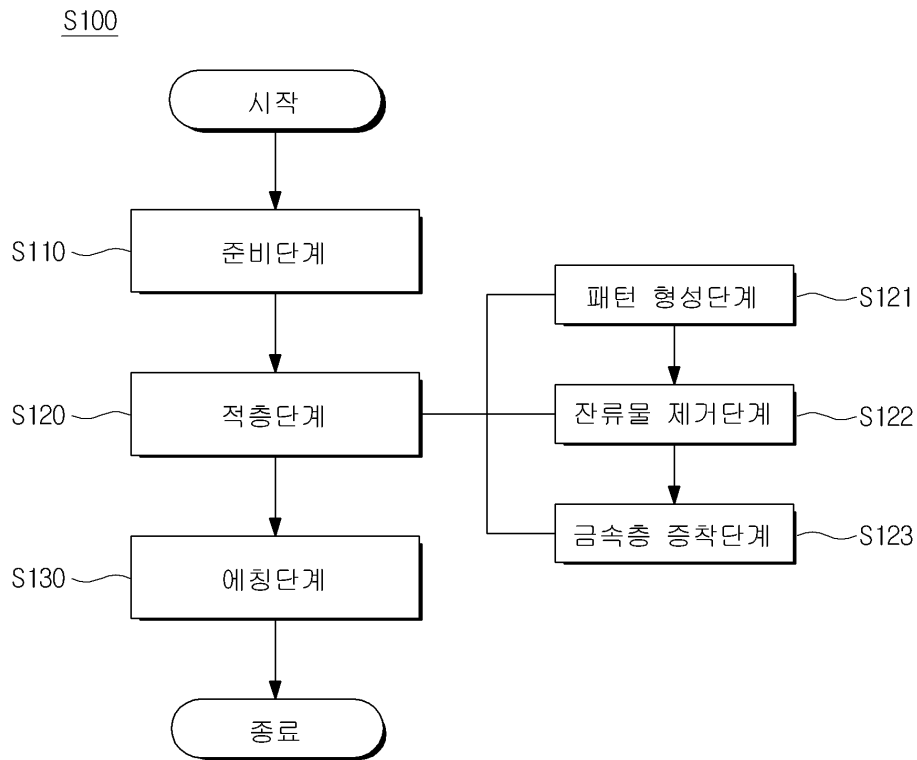 S100
시작
S110
준비단계
패턴 형성단계
S121
S120
적층단계
잔류물 제거단계
S122
금속층 증착단계
S123
S130
에칭단계
종료